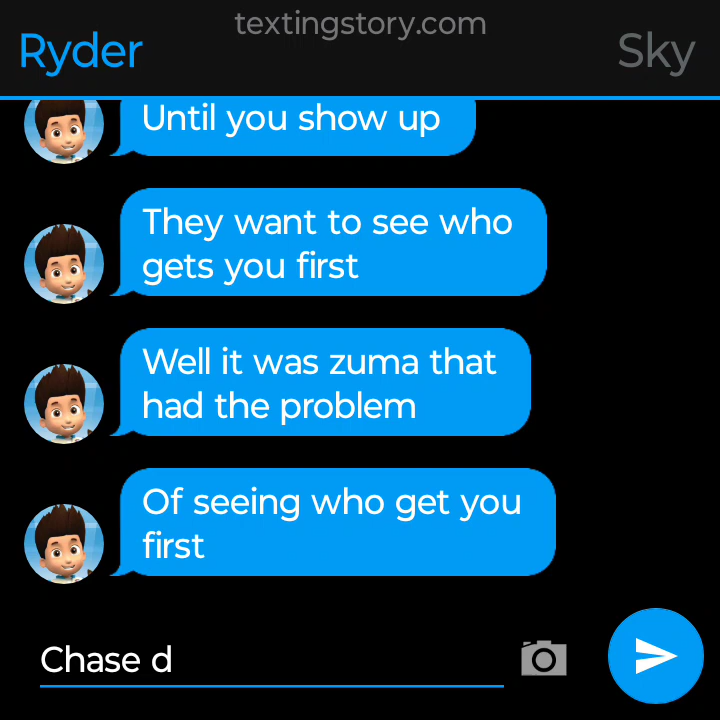 textingstory.com
Ryder
Sky
Until you show up
They want to see who
gets you first
Well it was zuma that
had the problem
Of seeing who get you
first
Chase d